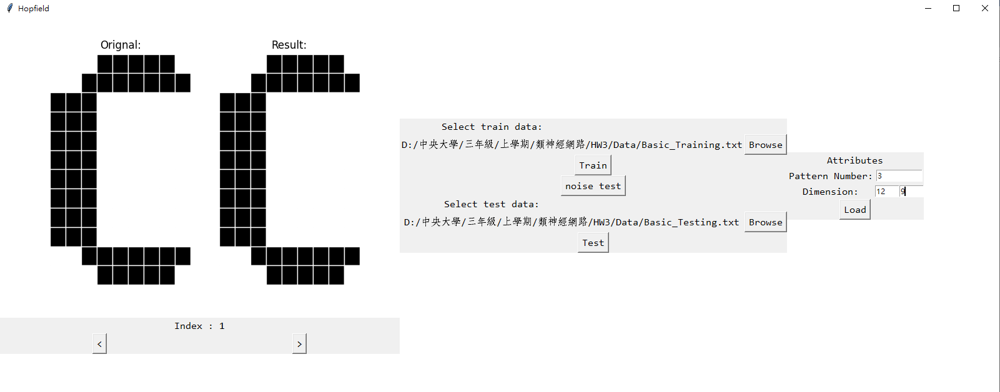 Hopfield
Orignal:
Result:
Index : 1
<
>
Select train data:
D:/中央大學/三年級/上學期/類神經網路/HW3/Data/Basic_Training.txt Browse
Train
noise test
Select test data:
D:/中央大學/三年級/上學期/類神經網路/HW3/Data/Basic_Testing.txt Browse
Test
Attributes
Pattern Number: 3
Dimension: 12 9
Load